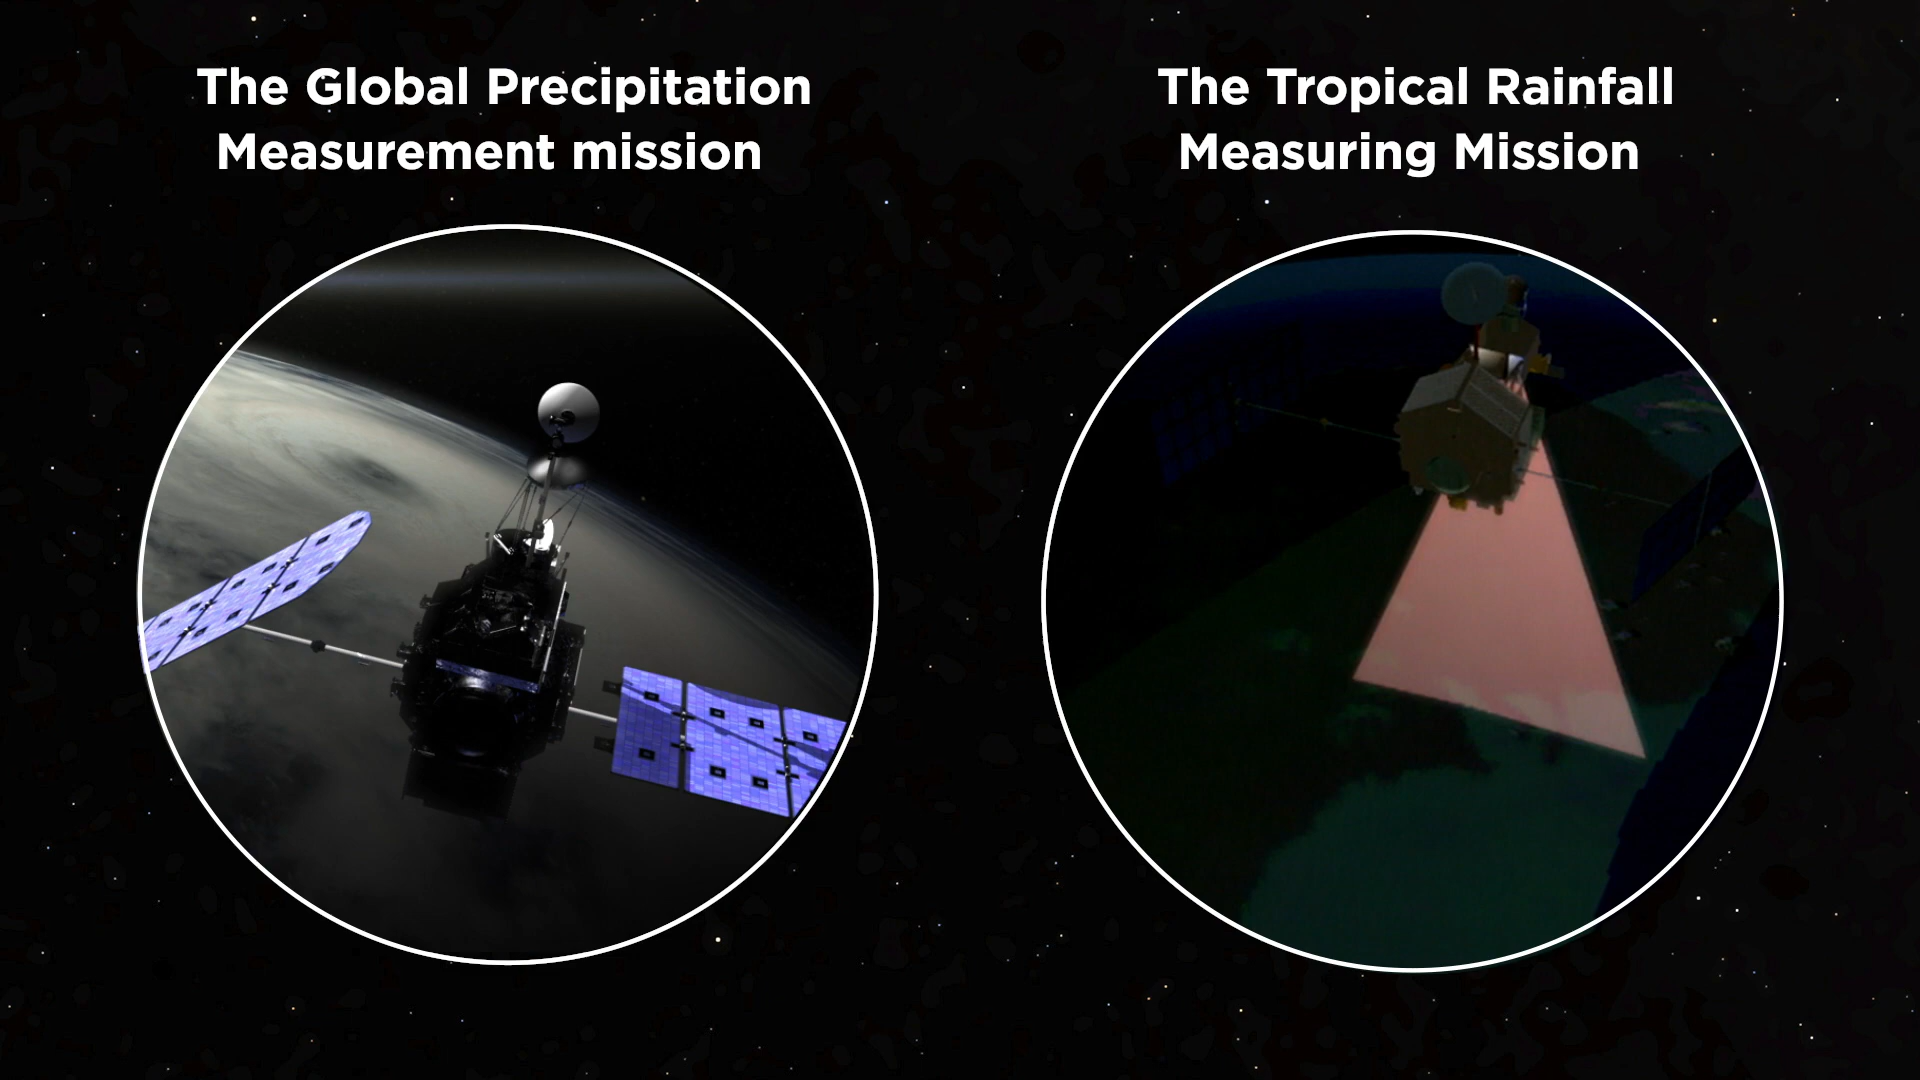 The Global Precipitation
Measurement mission
The Tropical Rainfall
Measuring Mission